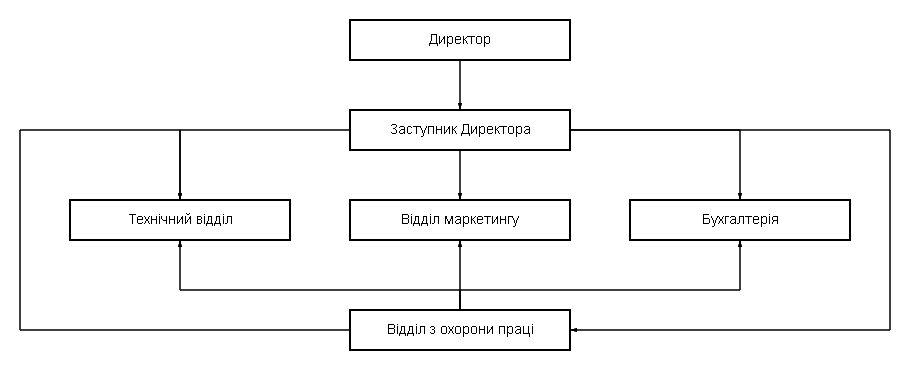 Директор
Заступник Директора
Технічний відділ
Відділ маркетингу
Бухгалтерія
Відділ з охорони праці